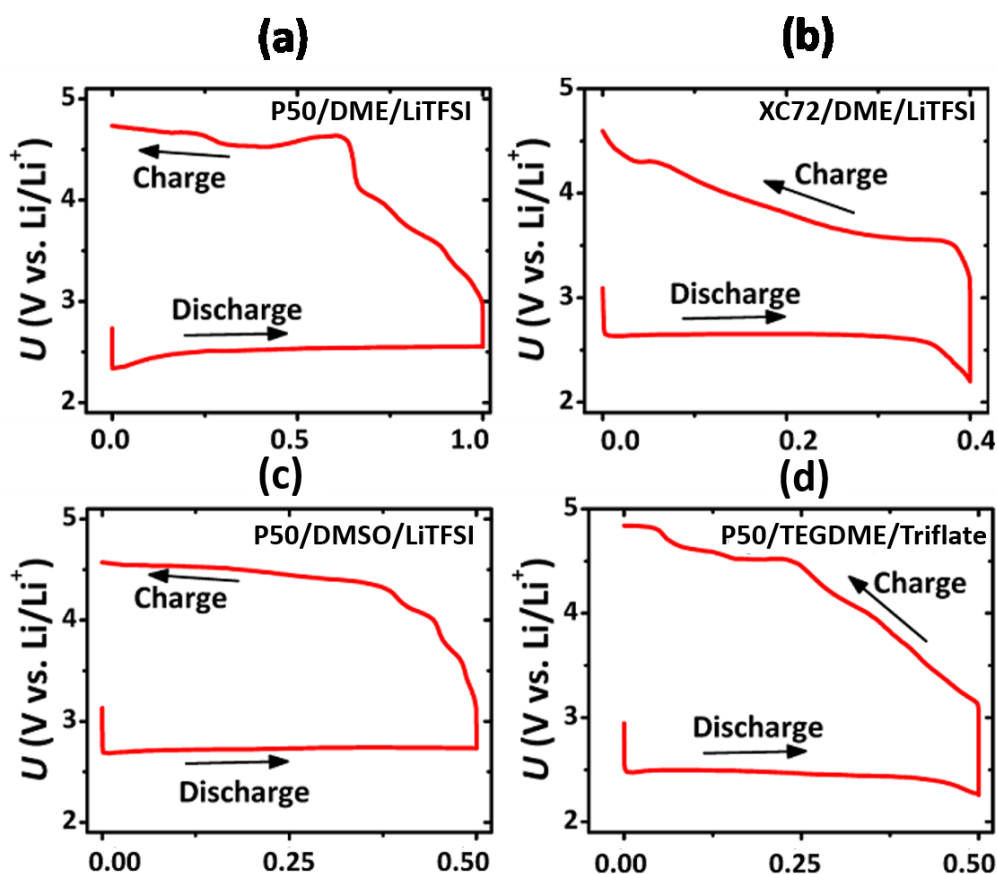 (a)
P50/DME/LiTFSI
U (V vs. Li/Li⁺)
5
4
3
2
Charge
Discharge
0.0 0.5 1.0
(b)
XC72/DME/LiTFSI
U (V vs. Li/Li⁺)
5
4
3
2
Charge
Discharge
0.0 0.2 0.4
(c)
P50/DMSO/LiTFSI
U (V vs. Li/Li⁺)
5
4
3
2
Charge
Discharge
0.00 0.25 0.50
(d)
P50/TEGDME/Triflate
U (V vs. Li/Li⁺)
5
4
3
2
Charge
Discharge
0.00 0.25 0.50